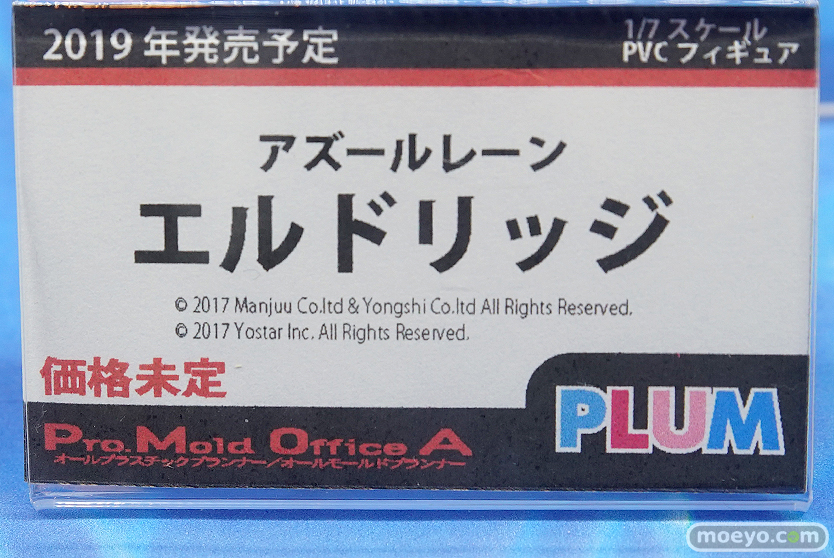 2019年発売予定
1/7 スケール
PVC フィギュア
アズールレーン
エルドリッジ
© 2017 Manjuu Co.ltd & Yongshi Co.ltd All Rights Reserved.
© 2017 Yostar Inc. All Rights Reserved.
価格未定
PLUM
Pro.Mold Office A
オールプラスチックプランナー/オールモールドプランナー
moeyo.com